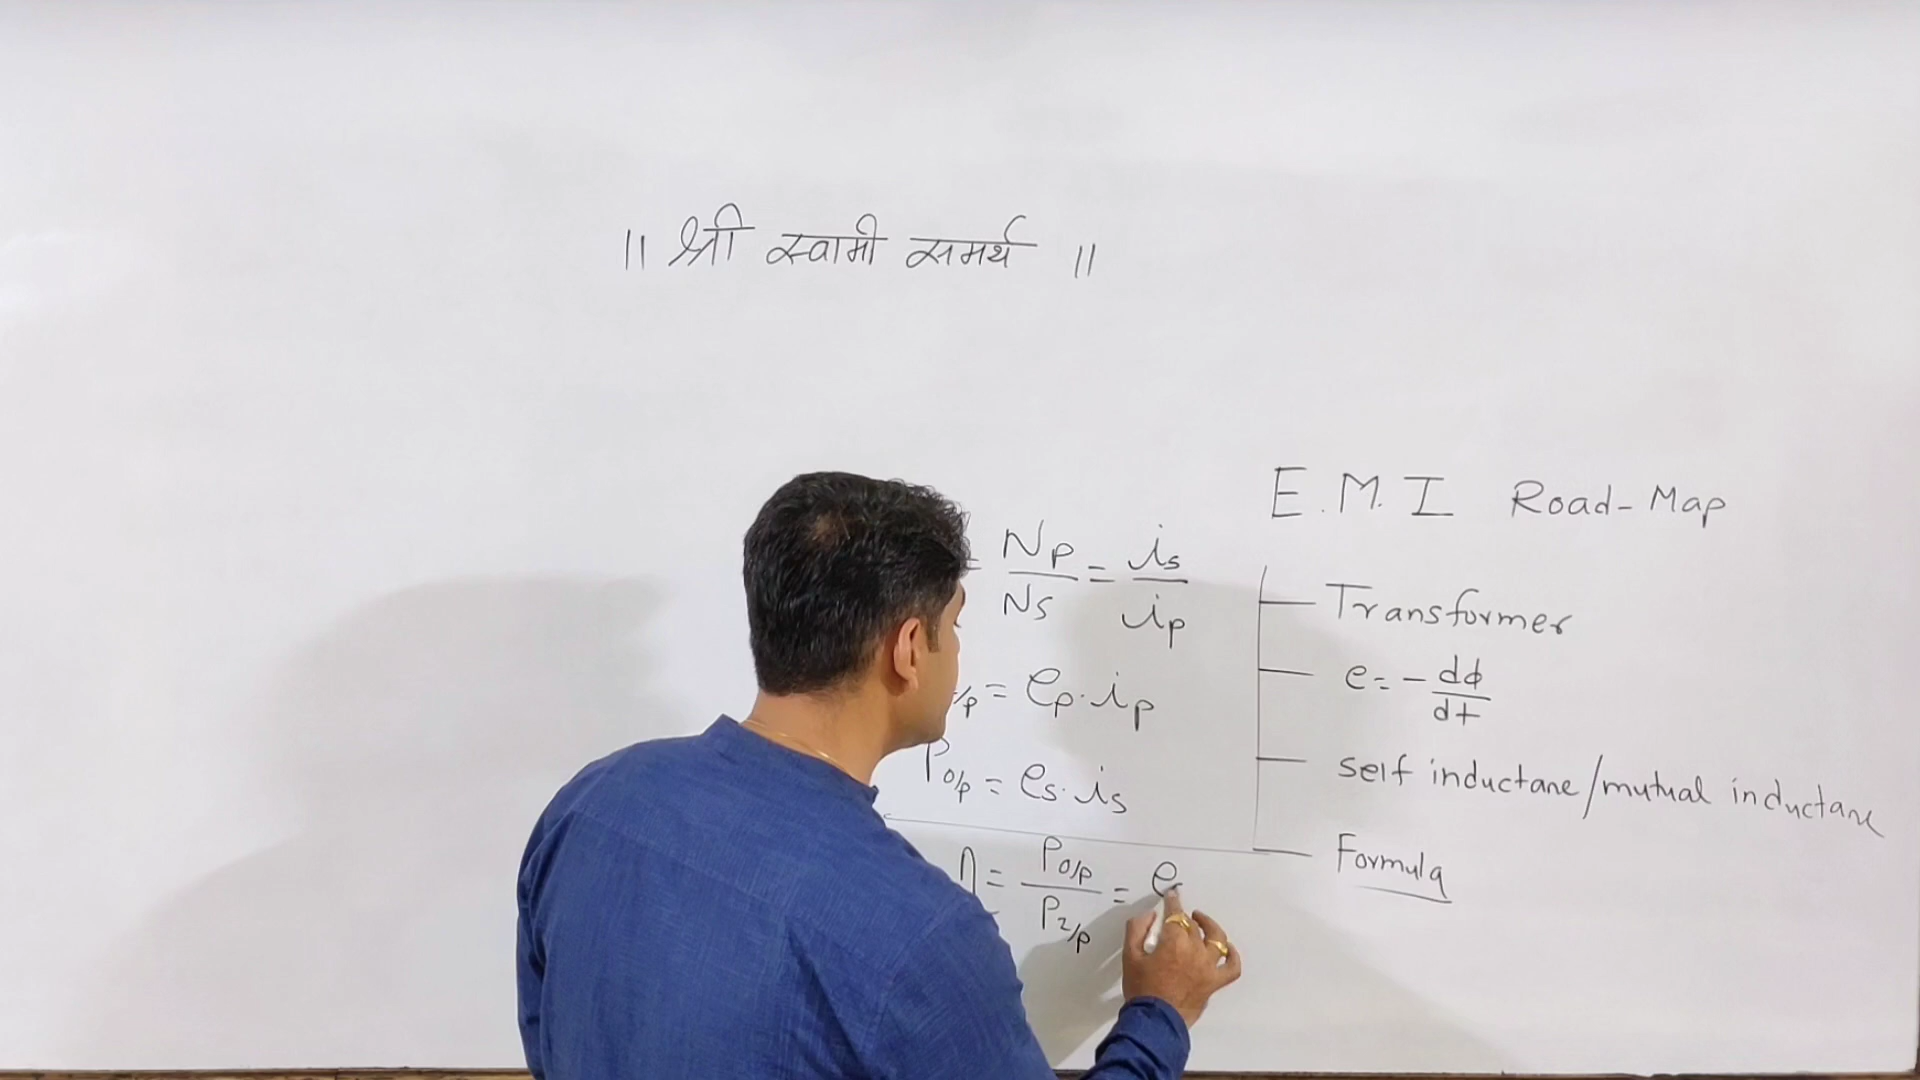 ॥ श्री स्वामी समर्थ ॥
E.M.I Road-Map
= Np/Ns = is/ip
Transformer
e = - dϕ/dt
/p = ep · ip
Po/p = es · is
self inductane/mutual inductane
η = Po/p / P2/p = e
Formula